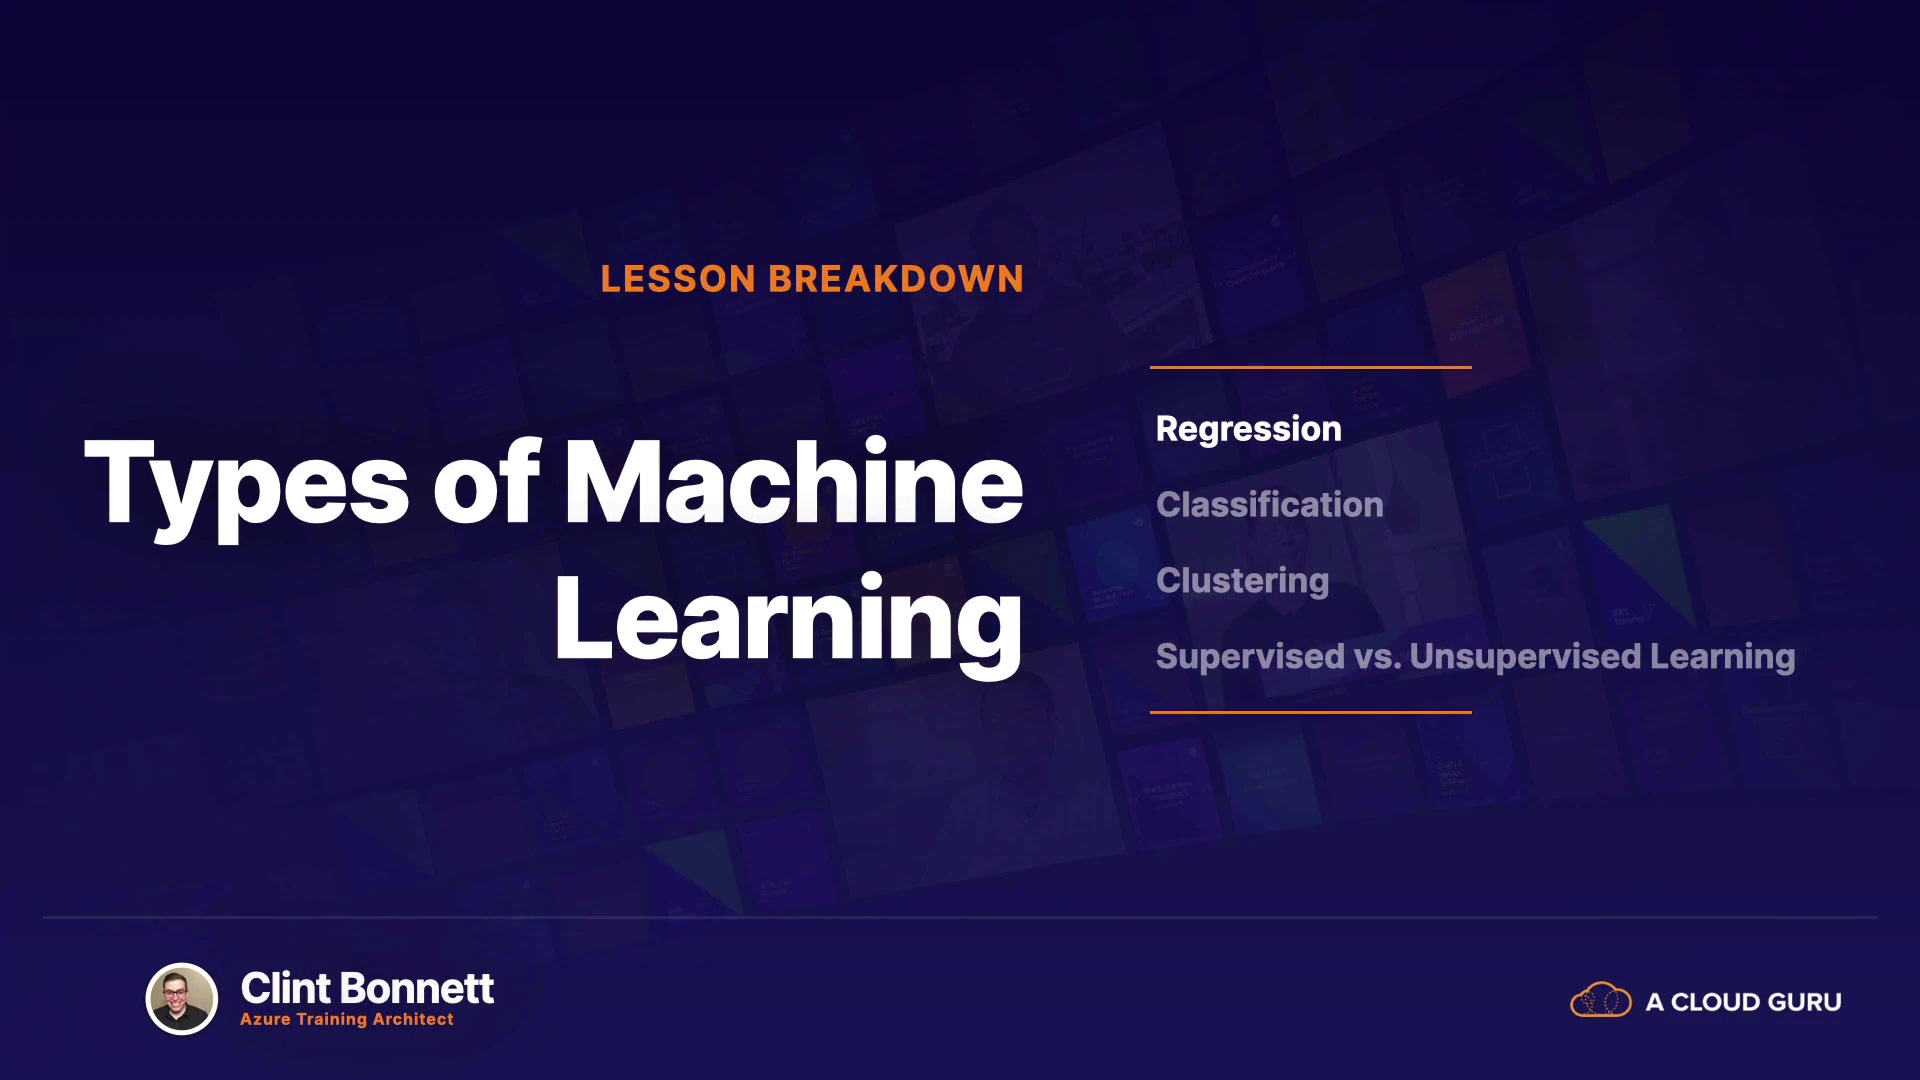 LESSON BREAKDOWN
Types of Machine
Learning
Regression
Classification
Clustering
Supervised vs. Unsupervised Learning
Clint Bonnett
Azure Training Architect
A CLOUD GURU